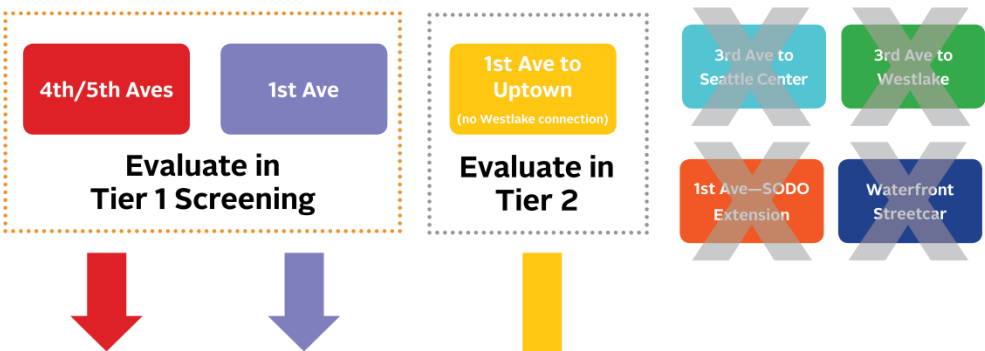 4th/5th Aves
1st Ave
Evaluate in
Tier 1 Screening
1st Ave to
Uptown
(no Westlake connection)
Evaluate in
Tier 2
3rd Ave to
Seattle Center
3rd Ave to
Westlake
1st Ave—SODO
Extension
Waterfront
Streetcar